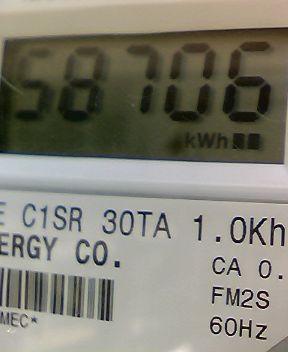 58706
kWh
E C1SR 30TA 1.0Kh
ERGY CO.
CA 0.
FM2S
MEC*
60Hz